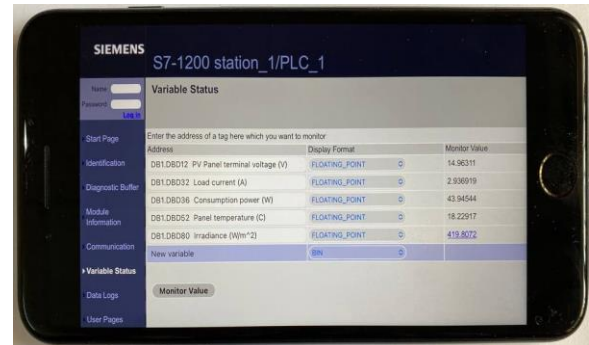 SIEMENS
S7-1200 station_1/PLC_1
Name
Password
Log in
Variable Status
Start Page
Identification
Diagnostic Buffer
Module
Information
Communication
Variable Status
Data Logs
User Pages
Enter the address of a tag here which you want to monitor
Address Display Format Monitor Value
DB1.DBD12 PV Panel terminal voltage (V) FLOATING_POINT 14.96311
DB1.DBD32 Load current (A) FLOATING_POINT 2.936919
DB1.DBD36 Consumption power (W) FLOATING_POINT 43.94544
DB1.DBD52 Panel temperature (C) FLOATING_POINT 18.22917
DB1.DBD80 Irradiance (W/m^2) FLOATING_POINT 419.8072
New variable BIN
Monitor Value